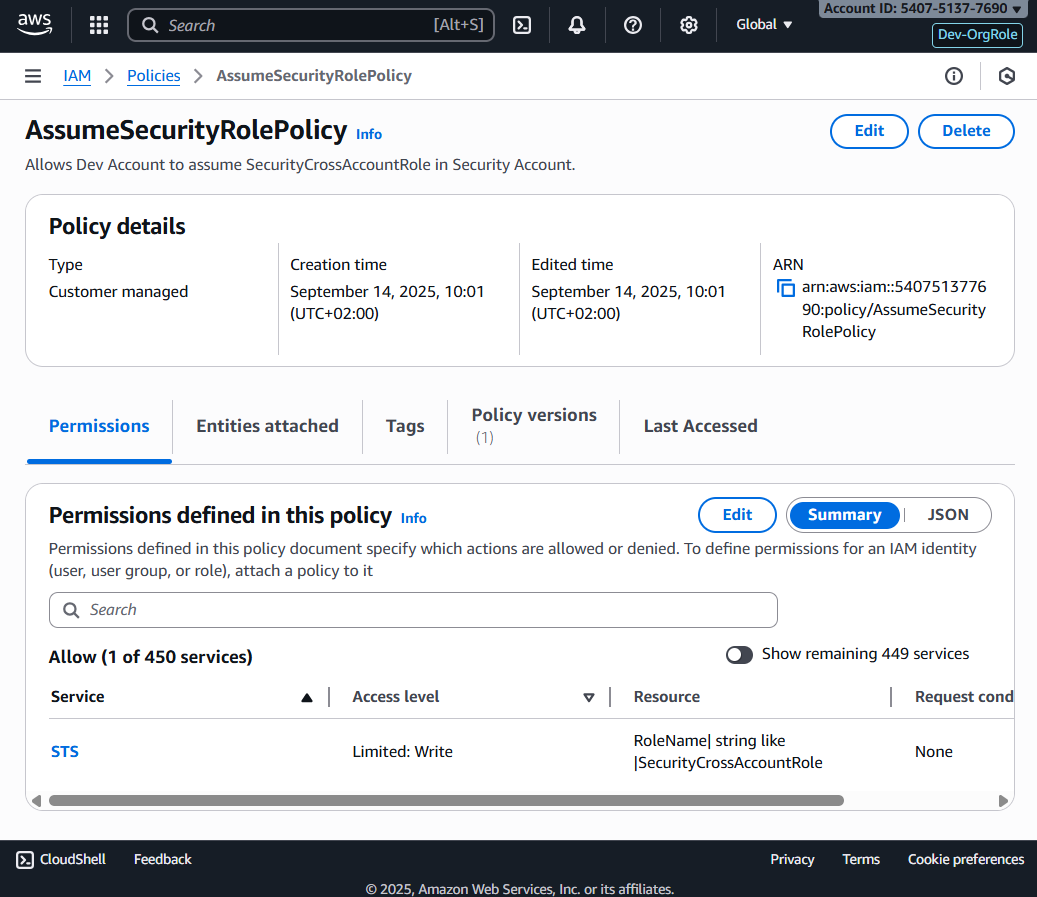 aws
Search
[Alt+S]
Global
Account ID: 5407-5137-7690
Dev-OrgRole
IAM
Policies
AssumeSecurityRolePolicy
AssumeSecurityRolePolicy Info
Edit
Delete
Allows Dev Account to assume SecurityCrossAccountRole in Security Account.
Policy details
Type
Customer managed
Creation time
September 14, 2025, 10:01
(UTC+02:00)
Edited time
September 14, 2025, 10:01
(UTC+02:00)
ARN
arn:aws:iam::5407513776
90:policy/AssumeSecurity
RolePolicy
Permissions
Entities attached
Tags
Policy versions
(1)
Last Accessed
Permissions defined in this policy Info
Edit
Summary
JSON
Permissions defined in this policy document specify which actions are allowed or denied. To define permissions for an IAM identity
(user, user group, or role), attach a policy to it
Search
Allow (1 of 450 services)
Show remaining 449 services
Service
Access level
Resource
Request cond
STS
Limited: Write
RoleName| string like
|SecurityCrossAccountRole
None
CloudShell
Feedback
Privacy
Terms
Cookie preferences
© 2025, Amazon Web Services, Inc. or its affiliates.